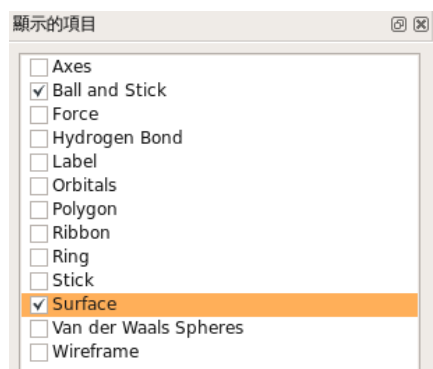 顯示的項目
Axes
Ball and Stick
Force
Hydrogen Bond
Label
Orbitals
Polygon
Ribbon
Ring
Stick
Surface
Van der Waals Spheres
Wireframe